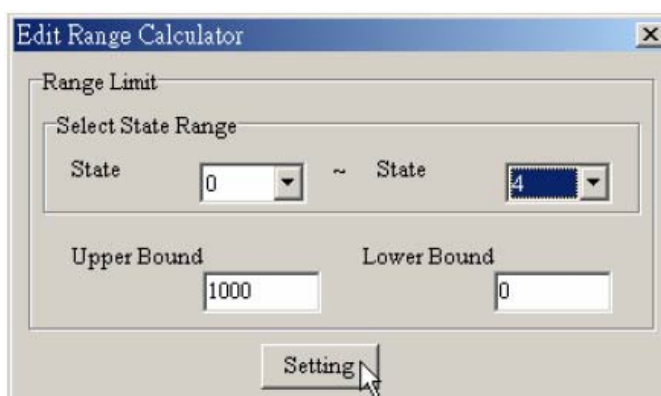 Edit Range Calculator
Range Limit
Select State Range
State 0 ~ State 4
Upper Bound Lower Bound
1000 0
Setting